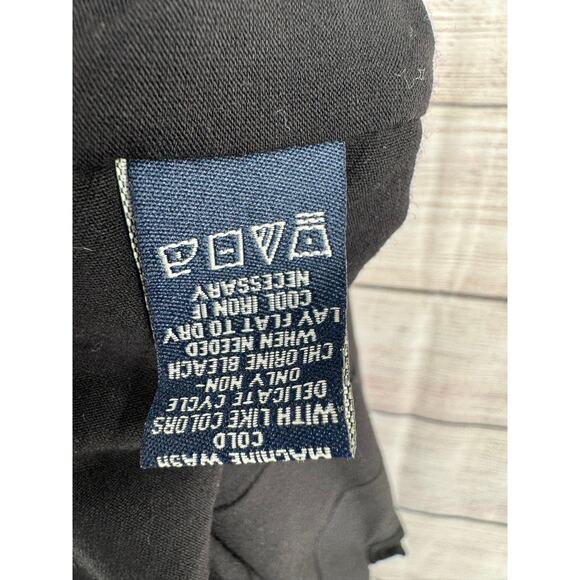 MACHINE WASH
COLD
WITH LIKE COLORS
DELICATE CYCLE
ONLY NON-
CHLORINE BLEACH
WHEN NEEDED
LAY FLAT TO DRY
COOL IRON IF
NECESSARY